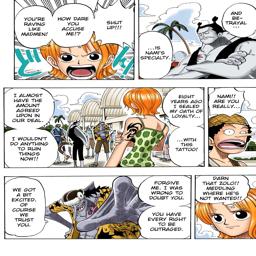 AND
BE-
TRAYAL
...
...IS
NAMI'S
SPECIALTY.
SHUT
UP!!!
HOW DARE
YOU
ACCUSE
ME!?
YOU'RE
RAVING
LIKE
MADMEN!
NAMI!!
ARE YOU
REALLY...
EIGHT
YEARS AGO I
SEALED
MY OATH OF
LOYALTY...
...WITH
THIS
TATTOO!
I ALMOST
HAVE THE
AMOUNT
AGREED
UPON IN
OUR DEAL.
I WOULDN'T
DO ANYTHING
TO RUIN
THINGS
NOW!!
DARN
THAT ZOLO!!
MEDDLING
WHERE HE'S
NOT WANTED!!
FORGIVE
ME. I WAS
WRONG TO
DOUBT YOU.
YOU HAVE
EVERY RIGHT
TO BE
OUTRAGED.
WE GOT
A BIT
EXCITED.
OF
COURSE
WE
TRUST
YOU.